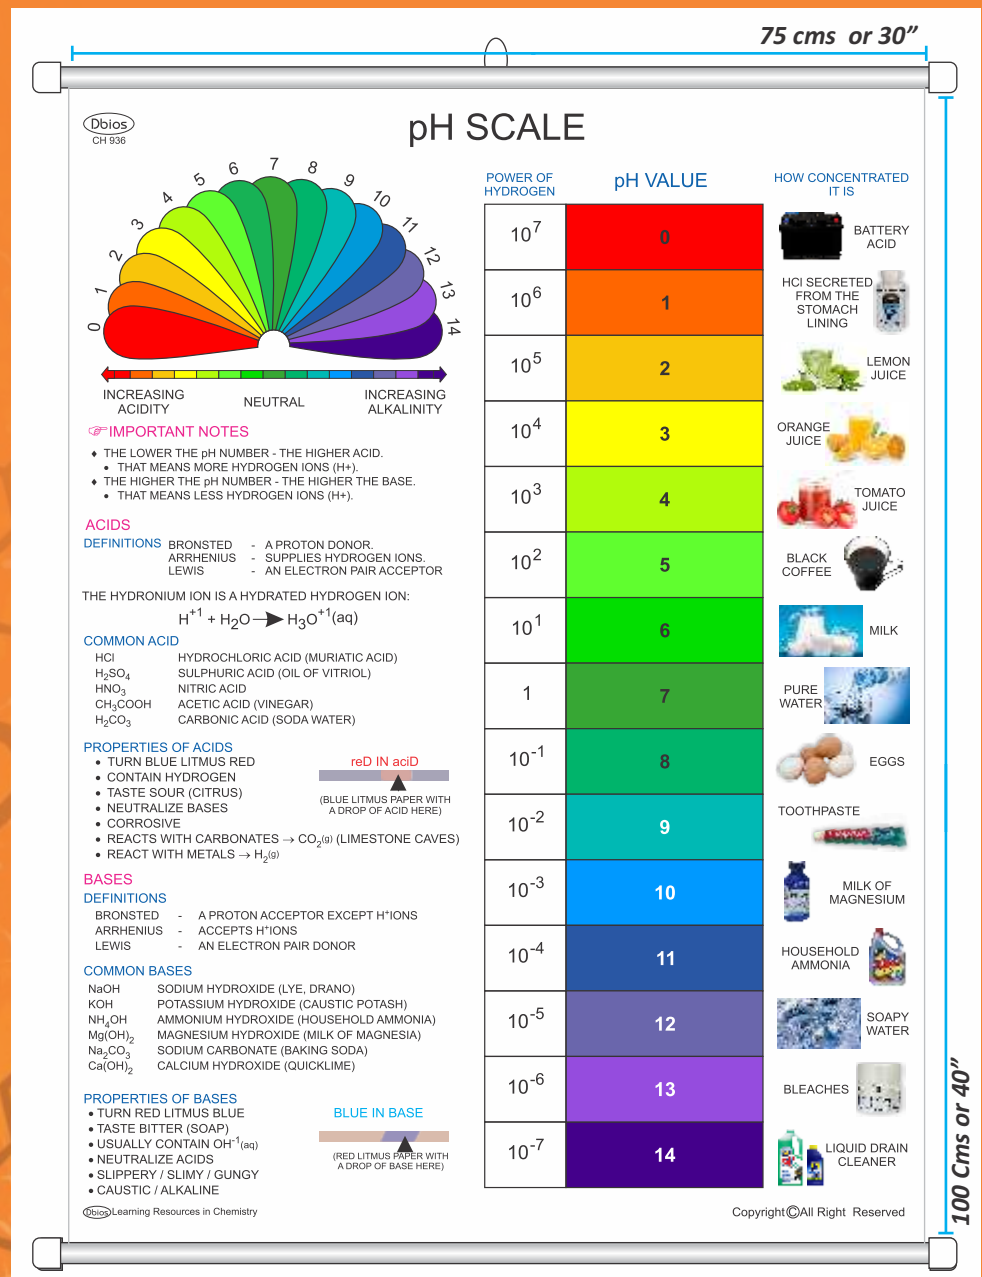 75 cms or 30”
Dbios
CH 936
pH SCALE
0
1
2
3
4
5
6
7
8
9
10
11
12
13
14
INCREASING
ACIDITY
NEUTRAL
INCREASING
ALKALINITY
☞IMPORTANT NOTES
♦ THE LOWER THE pH NUMBER - THE HIGHER ACID.
• THAT MEANS MORE HYDROGEN IONS (H+).
♦ THE HIGHER THE pH NUMBER - THE HIGHER THE BASE.
• THAT MEANS LESS HYDROGEN IONS (H+).
ACIDS
DEFINITIONS
BRONSTED - A PROTON DONOR.
ARRHENIUS - SUPPLIES HYDROGEN IONS.
LEWIS - AN ELECTRON PAIR ACCEPTOR
THE HYDRONIUM ION IS A HYDRATED HYDROGEN ION:
H⁺¹ + H₂O → H₃O⁺¹(aq)
COMMON ACID
HCl HYDROCHLORIC ACID (MURIATIC ACID)
H₂SO₄ SULPHURIC ACID (OIL OF VITRIOL)
HNO₃ NITRIC ACID
CH₃COOH ACETIC ACID (VINEGAR)
H₂CO₃ CARBONIC ACID (SODA WATER)
PROPERTIES OF ACIDS
• TURN BLUE LITMUS RED
• CONTAIN HYDROGEN
• TASTE SOUR (CITRUS)
• NEUTRALIZE BASES
• CORROSIVE
• REACTS WITH CARBONATES → CO₂(g) (LIMESTONE CAVES)
• REACT WITH METALS → H₂(g)
reD IN aciD
(BLUE LITMUS PAPER WITH
A DROP OF ACID HERE)
BASES
DEFINITIONS
BRONSTED - A PROTON ACCEPTOR EXCEPT H⁺IONS
ARRHENIUS - ACCEPTS H⁺IONS
LEWIS - AN ELECTRON PAIR DONOR
COMMON BASES
NaOH SODIUM HYDROXIDE (LYE, DRANO)
KOH POTASSIUM HYDROXIDE (CAUSTIC POTASH)
NH₄OH AMMONIUM HYDROXIDE (HOUSEHOLD AMMONIA)
Mg(OH)₂ MAGNESIUM HYDROXIDE (MILK OF MAGNESIA)
Na₂CO₃ SODIUM CARBONATE (BAKING SODA)
Ca(OH)₂ CALCIUM HYDROXIDE (QUICKLIME)
PROPERTIES OF BASES
• TURN RED LITMUS BLUE
• TASTE BITTER (SOAP)
• USUALLY CONTAIN OH⁻¹(aq)
• NEUTRALIZE ACIDS
• SLIPPERY / SLIMY / GUNGY
• CAUSTIC / ALKALINE
BLUE IN BASE
(RED LITMUS PAPER WITH
A DROP OF BASE HERE)
POWER OF
HYDROGEN
pH VALUE
HOW CONCENTRATED
IT IS
10⁷ 0 BATTERY
ACID
10⁶ 1 HCl SECRETED
FROM THE
STOMACH
LINING
10⁵ 2 LEMON
JUICE
10⁴ 3 ORANGE
JUICE
10³ 4 TOMATO
JUICE
10² 5 BLACK
COFFEE
10¹ 6 MILK
1 7 PURE
WATER
10⁻¹ 8 EGGS
10⁻² 9 TOOTHPASTE
10⁻³ 10 MILK OF
MAGNESIUM
10⁻⁴ 11 HOUSEHOLD
AMMONIA
10⁻⁵ 12 SOAPY
WATER
10⁻⁶ 13 BLEACHES
10⁻⁷ 14 LIQUID DRAIN
CLEANER
Dbios Learning Resources in Chemistry
Copyright ©All Right Reserved
100 Cms or 40”